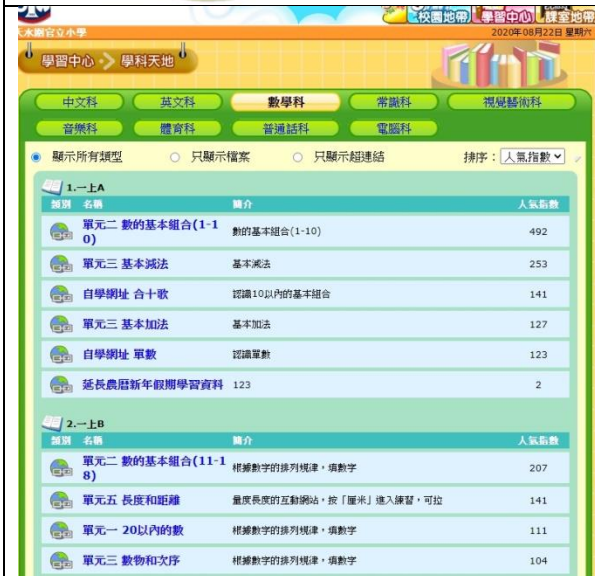 校園地帶 學習中心 課室地帶
天水圍官立小學 2020年08月22日 星期六
學習中心 學科天地
中文科 英文科 數學科 常識科 視覺藝術科
音樂科 體育科 普通話科 電腦科
顯示所有類型 只顯示檔案 只顯示超連結 排序： 人氣指數
1.一上A
類別 名稱 簡介 人氣指數
單元二 數的基本組合(1-1
0) 數的基本組合(1-10) 492
單元三 基本減法 基本減法 253
自學網址 合十歌 認識10以內的基本組合 141
單元三 基本加法 基本加法 127
自學網址 單數 認識單數 123
延長農曆新年假期學習資料 123 2
2.一上B
類別 名稱 簡介 人氣指數
單元二 數的基本組合(11-1
8) 根據數字的排列規律，填數字 207
單元五 長度和距離 量度長度的互動網站，按「厘米」進入練習，可拉 141
單元一 20以內的數 根據數字的排列規律，填數字 111
單元三 數物和次序 根據數字的排列規律，填數字 104